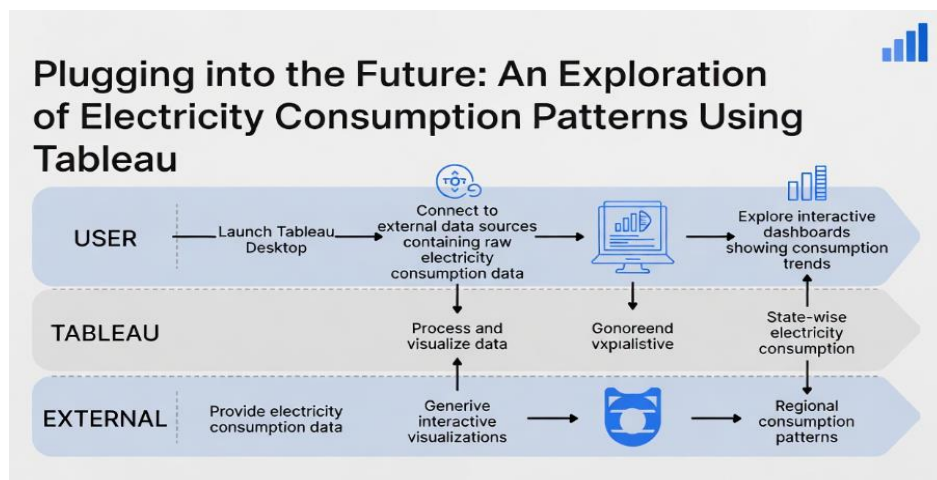 Plugging into the Future: An Exploration
of Electricity Consumption Patterns Using
Tableau
USER
Launch Tableau
Desktop
Connect to
external data sources
containing raw
electricity
consumption data
Explore interactive
dashboards
showing consumption
trends
TABLEAU
Process and
visualize data
Gonoreend
vxpıalistive
State-wise
electricity
consumption
EXTERNAL
Provide electricity
consumption data
Generive
interactive
visualizations
Regional
consumption
patterns